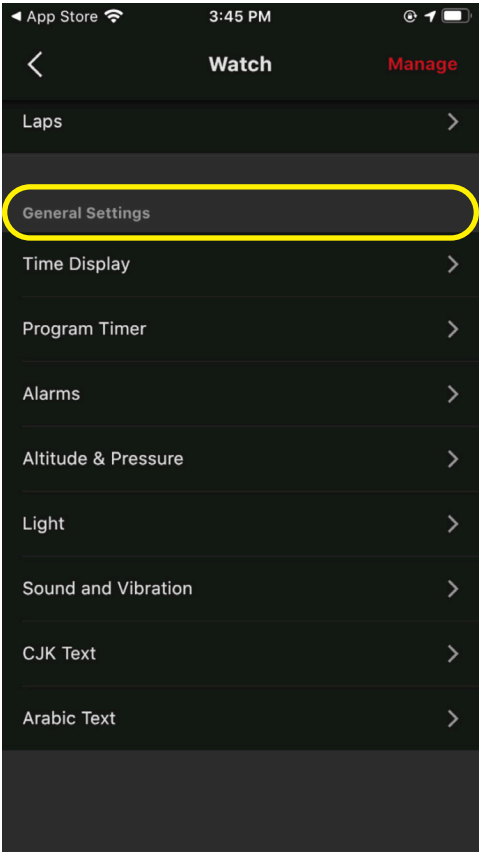 App Store
3:45 PM
Watch
Manage
Laps
General Settings
Time Display
Program Timer
Alarms
Altitude & Pressure
Light
Sound and Vibration
CJK Text
Arabic Text